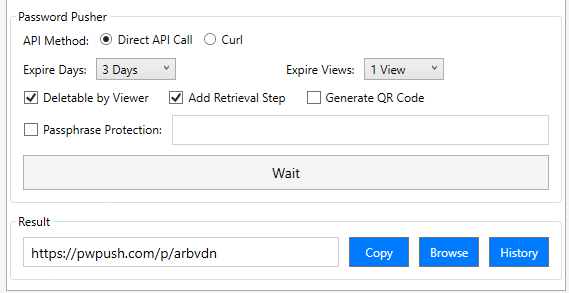 Password Pusher
API Method: Direct API Call Curl
Expire Days: 3 Days Expire Views: 1 View
Deletable by Viewer Add Retrieval Step Generate QR Code
Passphrase Protection:
Wait
Result
https://pwpush.com/p/arbvdn Copy Browse History